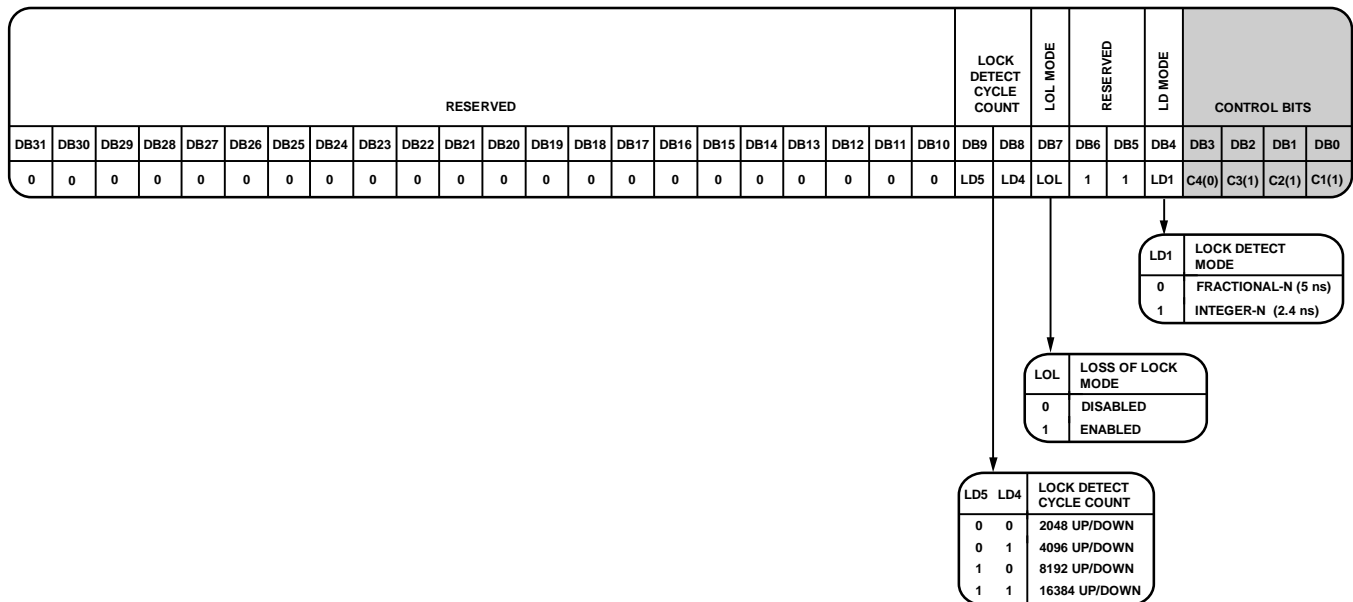 RESERVED
LOCK
DETECT
CYCLE
COUNT
LOL MODE
RESERVED
LD MODE
CONTROL BITS
DB31 DB30 DB29 DB28 DB27 DB26 DB25 DB24 DB23 DB22 DB21 DB20 DB19 DB18 DB17 DB16 DB15 DB14 DB13 DB12 DB11 DB10 DB9 DB8 DB7 DB6 DB5 DB4 DB3 DB2 DB1 DB0
0 0 0 0 0 0 0 0 0 0 0 0 0 0 0 0 0 0 0 0 0 0 LD5 LD4 LOL 1 1 LD1 C4(0) C3(1) C2(1) C1(1)
LD1 LOCK DETECT
MODE
0 FRACTIONAL-N (5 ns)
1 INTEGER-N (2.4 ns)
LOL LOSS OF LOCK
MODE
0 DISABLED
1 ENABLED
LD5 LD4 LOCK DETECT
CYCLE COUNT
0 0 2048 UP/DOWN
0 1 4096 UP/DOWN
1 0 8192 UP/DOWN
1 1 16384 UP/DOWN